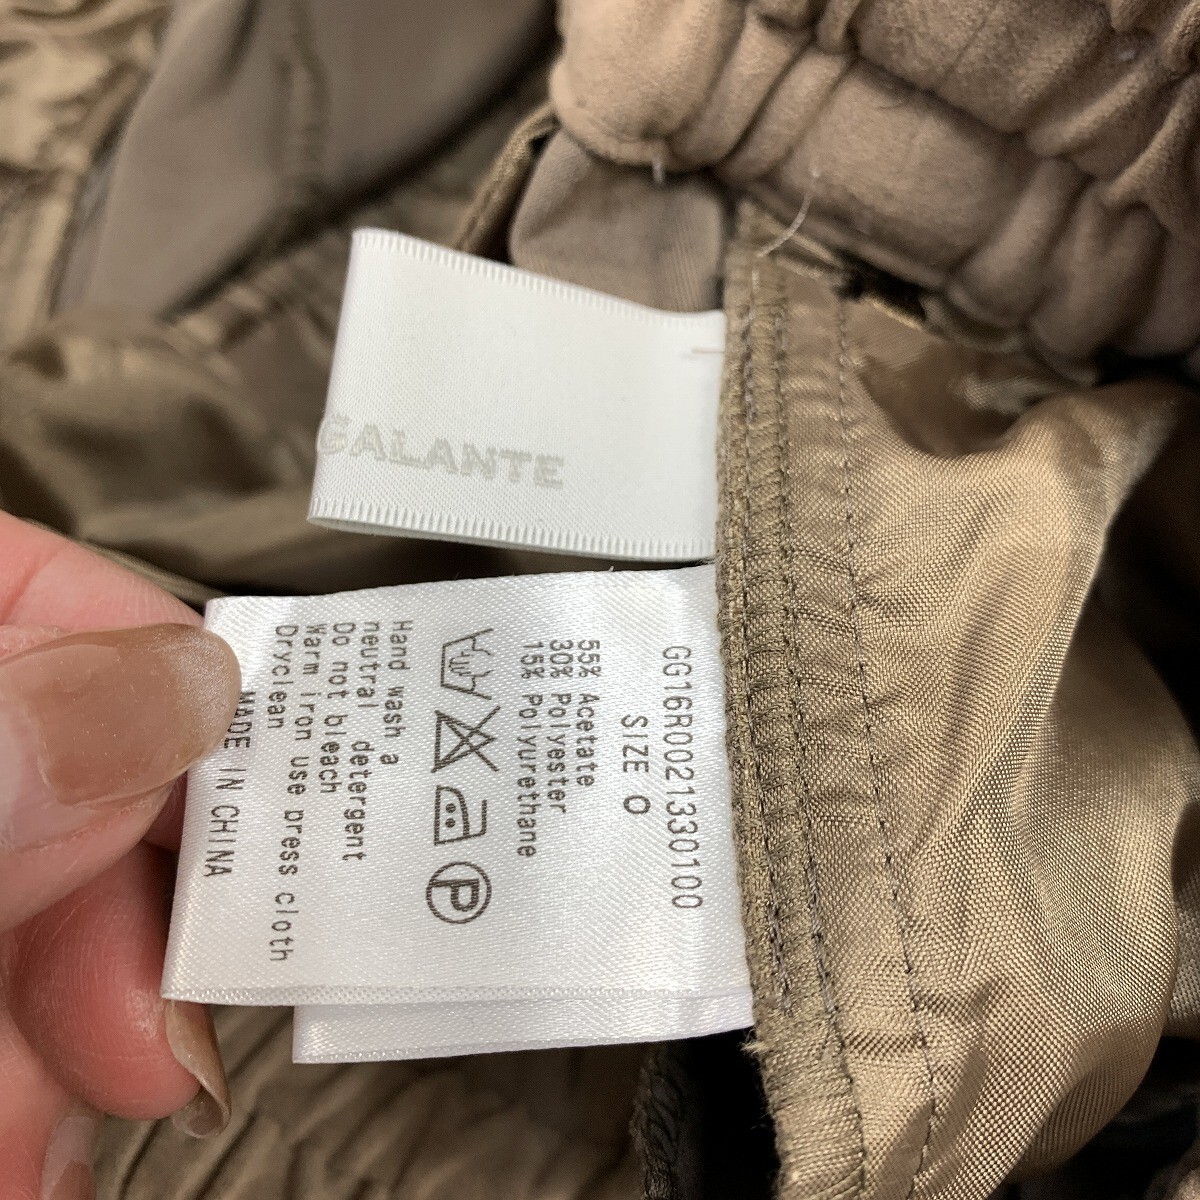 GALANTE
GG16R0021330100
SIZE 0
55% Acetate
30% Polyester
15% Polyurethane
P
Hand wash a
neutral detergent
Do not bleach
Warm iron use press cloth
Dryclean
MADE IN CHINA